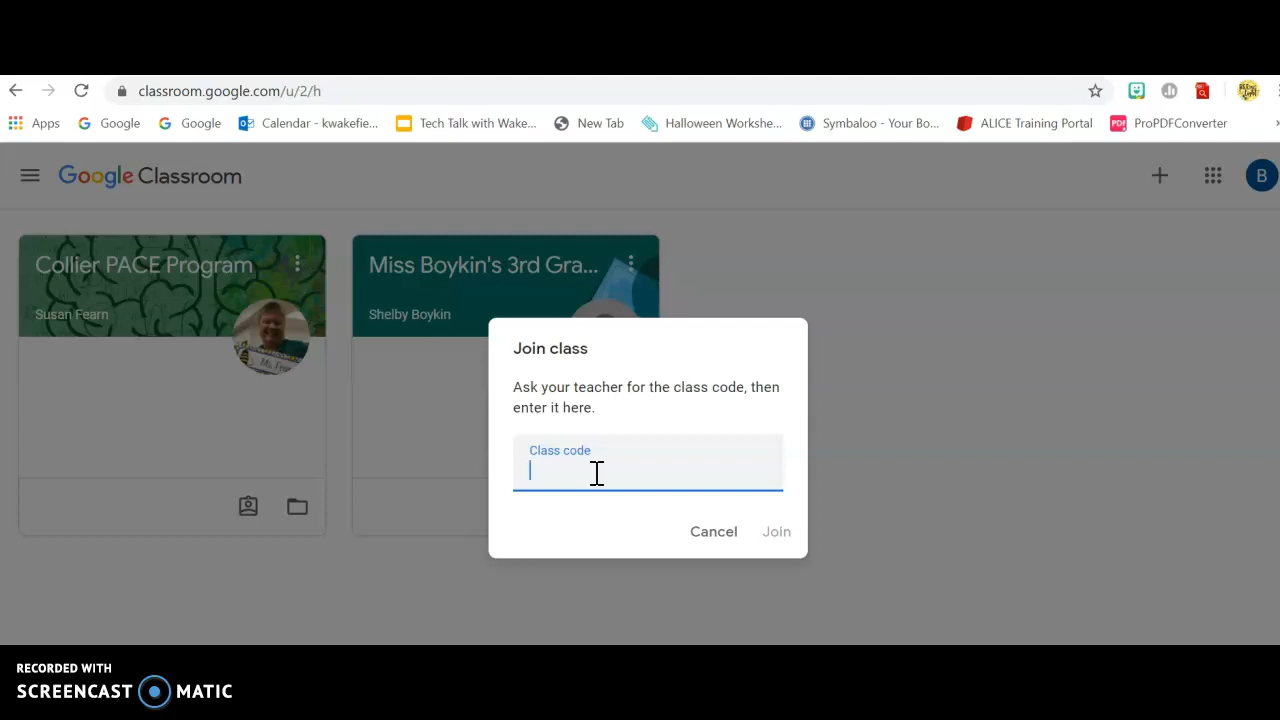 classroom.google.com/u/2/h
Apps Google Google Calendar - kwakefie... Tech Talk with Wake... New Tab Halloween Workshe... Symbaloo - Your Bo... ALICE Training Portal PDF ProPDFConverter
Google Classroom
B
Collier PACE Program
Susan Fearn
Miss Boykin's 3rd Gra...
Shelby Boykin
Join class
Ask your teacher for the class code, then
enter it here.
Class code
Cancel Join
RECORDED WITH
SCREENCAST MATIC